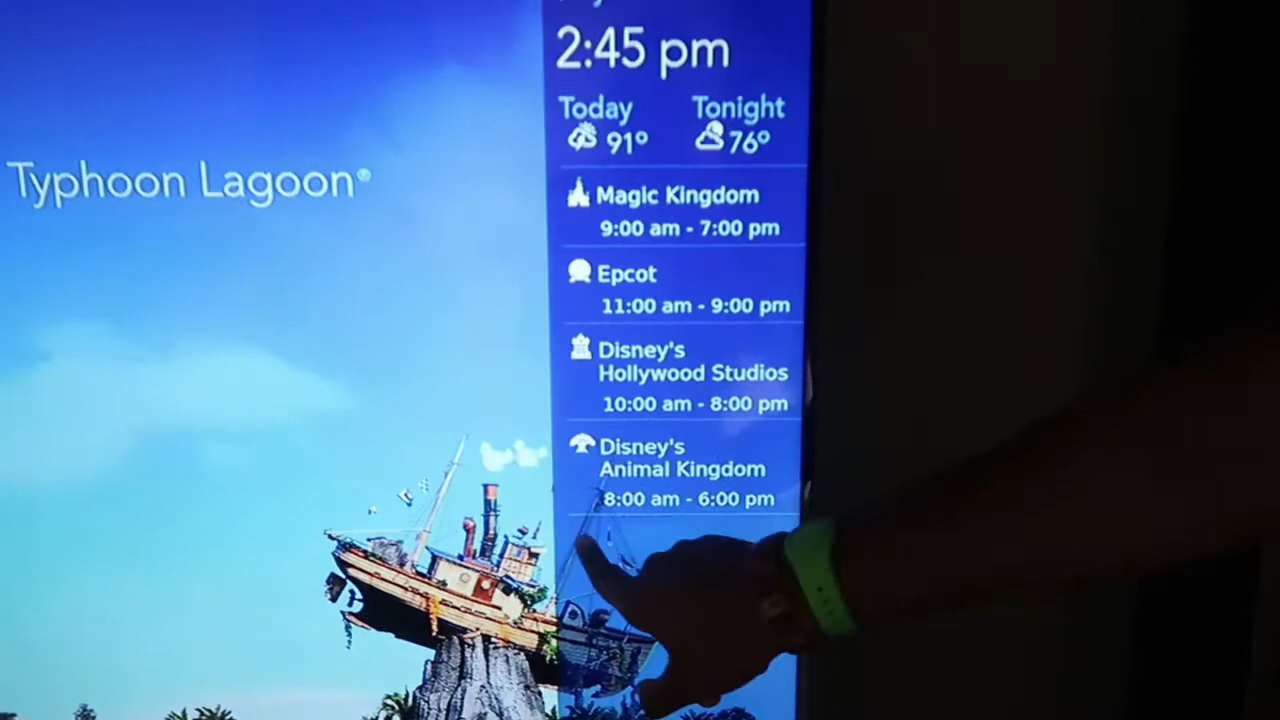 2:45 pm
Today Tonight
91° 76°
Typhoon Lagoon®
Magic Kingdom
9:00 am - 7:00 pm
Epcot
11:00 am - 9:00 pm
Disney's
Hollywood Studios
10:00 am - 8:00 pm
Disney's
Animal Kingdom
8:00 am - 6:00 pm